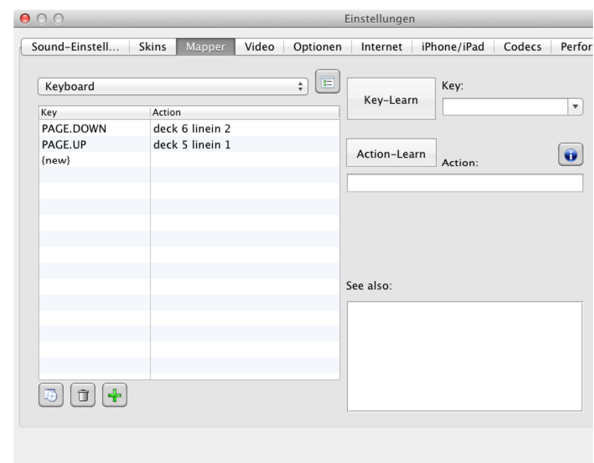 Einstellungen
Sound-Einstell... Skins Mapper Video Optionen Internet iPhone/iPad Codecs Perfor
Keyboard
Key-Learn
Key:
Key Action
PAGE.DOWN deck 6 linein 2
PAGE.UP deck 5 linein 1
{new}
Action-Learn
Action:
See also: